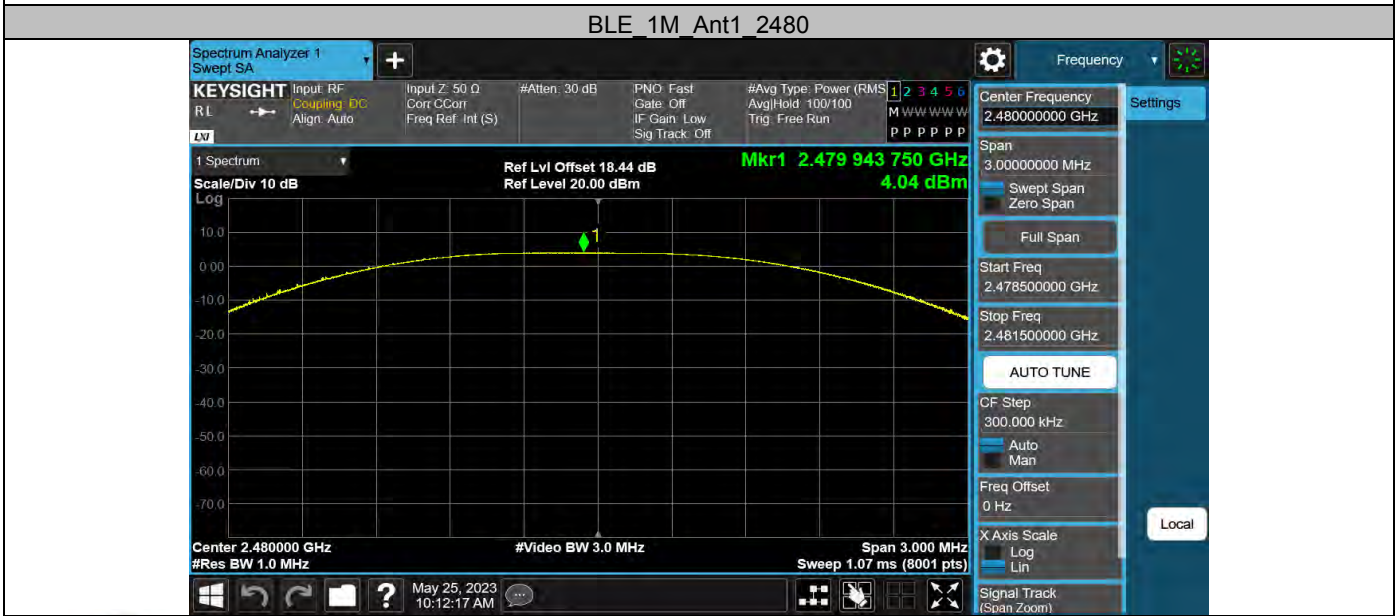 BLE_1M_Ant1_2480
Spectrum Analyzer 1
Swept SA
Frequency
KEYSIGHT
RL
LXI
Input: RF
Coupling: DC
Align: Auto
Input Z: 50 Ω
Corr CCorr
Freq Ref: Int (S)
#Atten: 30 dB
PNO: Fast
Gate: Off
IF Gain: Low
Sig Track: Off
#Avg Type: Power (RMS
Avg|Hold: 100/100
Trig: Free Run
1 2 3 4 5 6
M W W W W W
P P P P P P
1 Spectrum
Scale/Div 10 dB
Log
Ref Lvl Offset 18.44 dB
Ref Level 20.00 dBm
Mkr1 2.479 943 750 GHz
4.04 dBm
1
10.0
0.00
-10.0
-20.0
-30.0
-40.0
-50.0
-60.0
-70.0
Center 2.480000 GHz
#Res BW 1.0 MHz
#Video BW 3.0 MHz
Span 3.000 MHz
Sweep 1.07 ms (8001 pts)
May 25, 2023
10:12:17 AM
?
Center Frequency
2.480000000 GHz
Settings
Span
3.00000000 MHz
Swept Span
Zero Span
Full Span
Start Freq
2.478500000 GHz
Stop Freq
2.481500000 GHz
AUTO TUNE
CF Step
300.000 kHz
Auto
Man
Freq Offset
0 Hz
X Axis Scale
Log
Lin
Local
Signal Track
(Span Zoom)